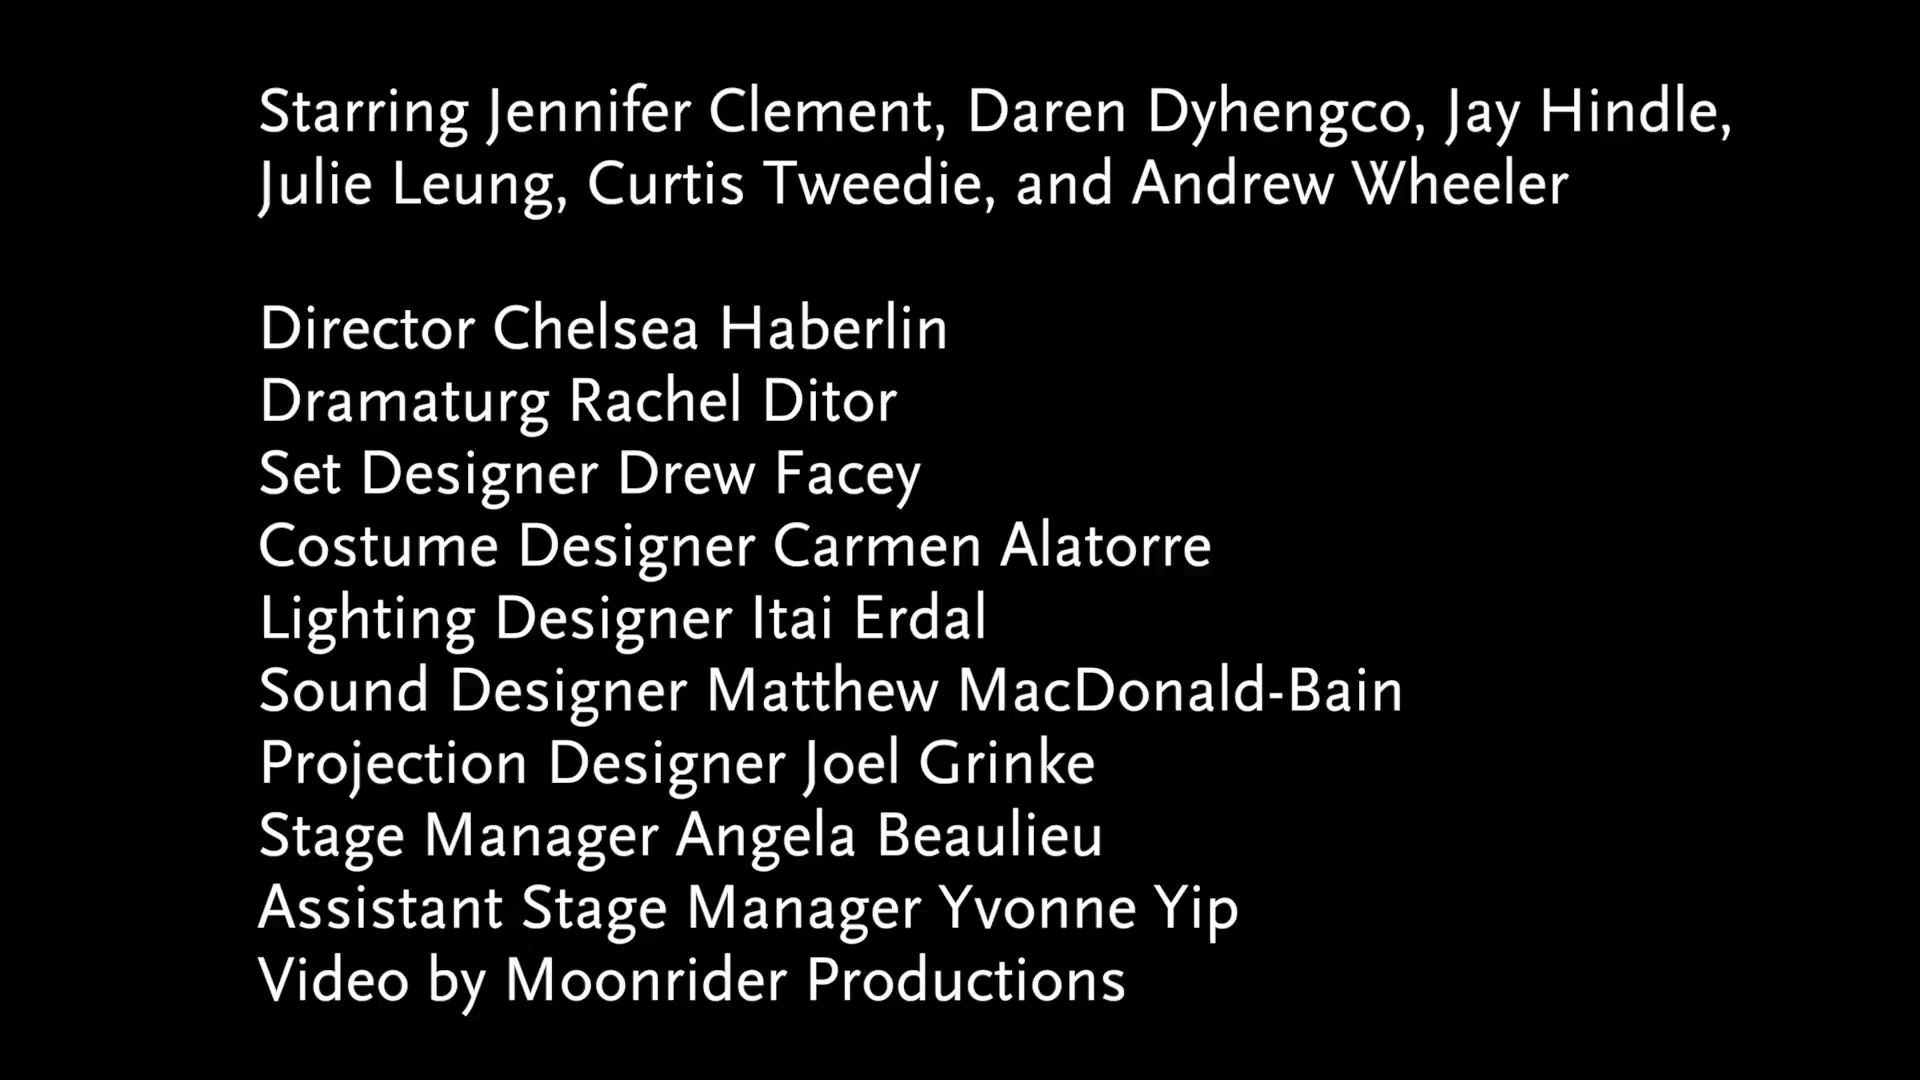 Starring Jennifer Clement, Daren Dyhengco, Jay Hindle,
Julie Leung, Curtis Tweedie, and Andrew Wheeler
Director Chelsea Haberlin
Dramaturg Rachel Ditor
Set Designer Drew Facey
Costume Designer Carmen Alatorre
Lighting Designer Itai Erdal
Sound Designer Matthew MacDonald-Bain
Projection Designer Joel Grinke
Stage Manager Angela Beaulieu
Assistant Stage Manager Yvonne Yip
Video by Moonrider Productions